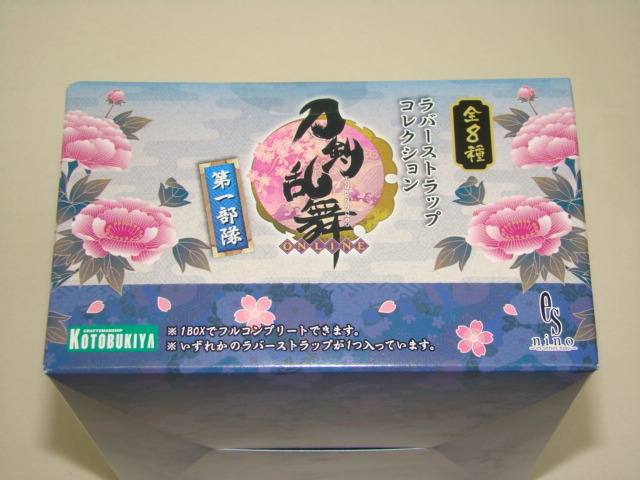 全8種
ラバーストラップ
コレクション
刀剣乱舞
ONLINE
第一部隊
CRAFTSMANSHIP
KOTOBUKIYA
※1BOXでフルコンプリートできます。
※いずれかのラバーストラップが1つ入っています。
es
nino